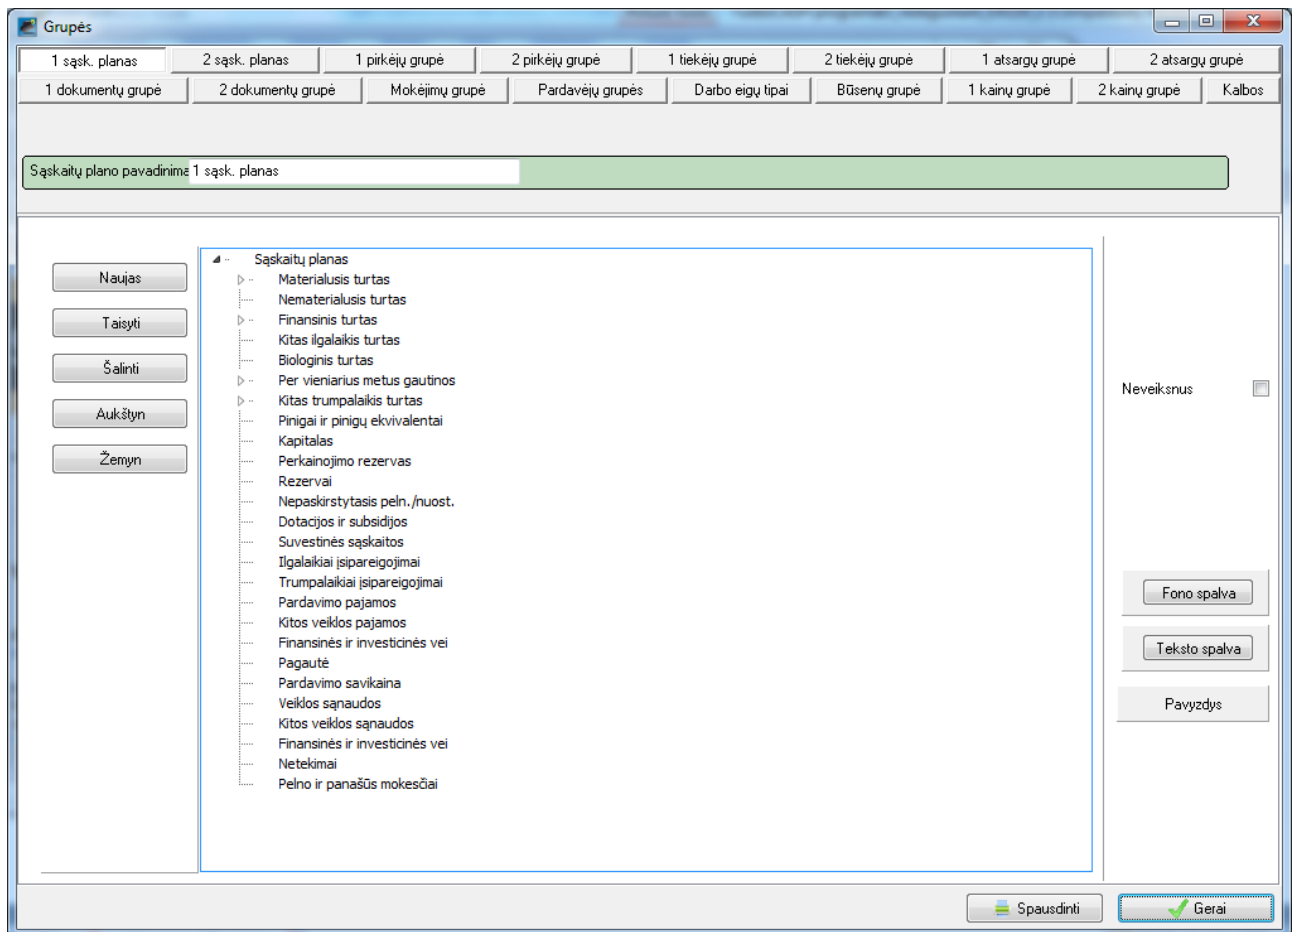 Grupės
1 sąsk. planas 2 sąsk. planas 1 pirkėjų grupė 2 pirkėjų grupė 1 tiekėjų grupė 2 tiekėjų grupė 1 atsargų grupė 2 atsargų grupė
1 dokumentų grupė 2 dokumentų grupė Mokėjimų grupė Pardavėjų grupės Darbo eigų tipai Būsenų grupė 1 kainų grupė 2 kainų grupė Kalbos
Sąskaitų plano pavadinima 1 sąsk. planas
Naujas
Taisyti
Šalinti
Aukštyn
Žemyn
Sąskaitų planas
Materialusis turtas
Nematerialusis turtas
Finansinis turtas
Kitas ilgalaikis turtas
Biologinis turtas
Per vieniarius metus gautinos
Kitas trumpalaikis turtas
Pinigai ir pinigų ekvivalentai
Kapitalas
Perkainojimo rezervas
Rezervai
Nepaskirstytasis peln./nuost.
Dotacijos ir subsidijos
Suvestinės sąskaitos
Ilgalaikiai įsipareigojimai
Trumpalaikiai įsipareigojimai
Pardavimo pajamos
Kitos veiklos pajamos
Finansinės ir investicinės vei
Pagautė
Pardavimo savikaina
Veiklos sąnaudos
Kitos veiklos sąnaudos
Finansinės ir investicinės vei
Netekimai
Pelno ir panašūs mokesčiai
Neveiksnus
Fono spalva
Teksto spalva
Pavyzdys
Spausdinti
Gerai